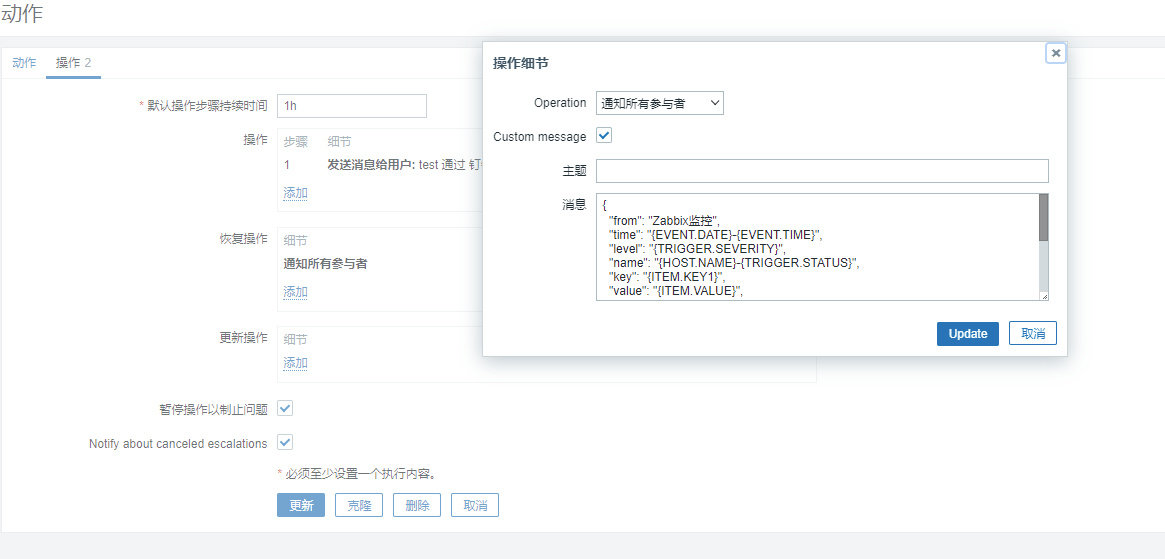 动作
动作 操作 2
* 默认操作步骤持续时间 1h
操作 步骤 细节
1 发送消息给用户: test 通过
添加
恢复操作 细节
通知所有参与者
添加
更新操作 细节
添加
暂停操作以制止问题
Notify about canceled escalations
* 必须至少设置一个执行内容。
更新 克隆 删除 取消
操作细节
Operation 通知所有参与者
Custom message
主题
消息 {
"from": "Zabbix监控",
"time": "{EVENT.DATE}-{EVENT.TIME}",
"level": "{TRIGGER.SEVERITY}",
"name": "{HOST.NAME}-{TRIGGER.STATUS}",
"key": "{ITEM.KEY1}",
"value": "{ITEM.VALUE}",
Update 取消